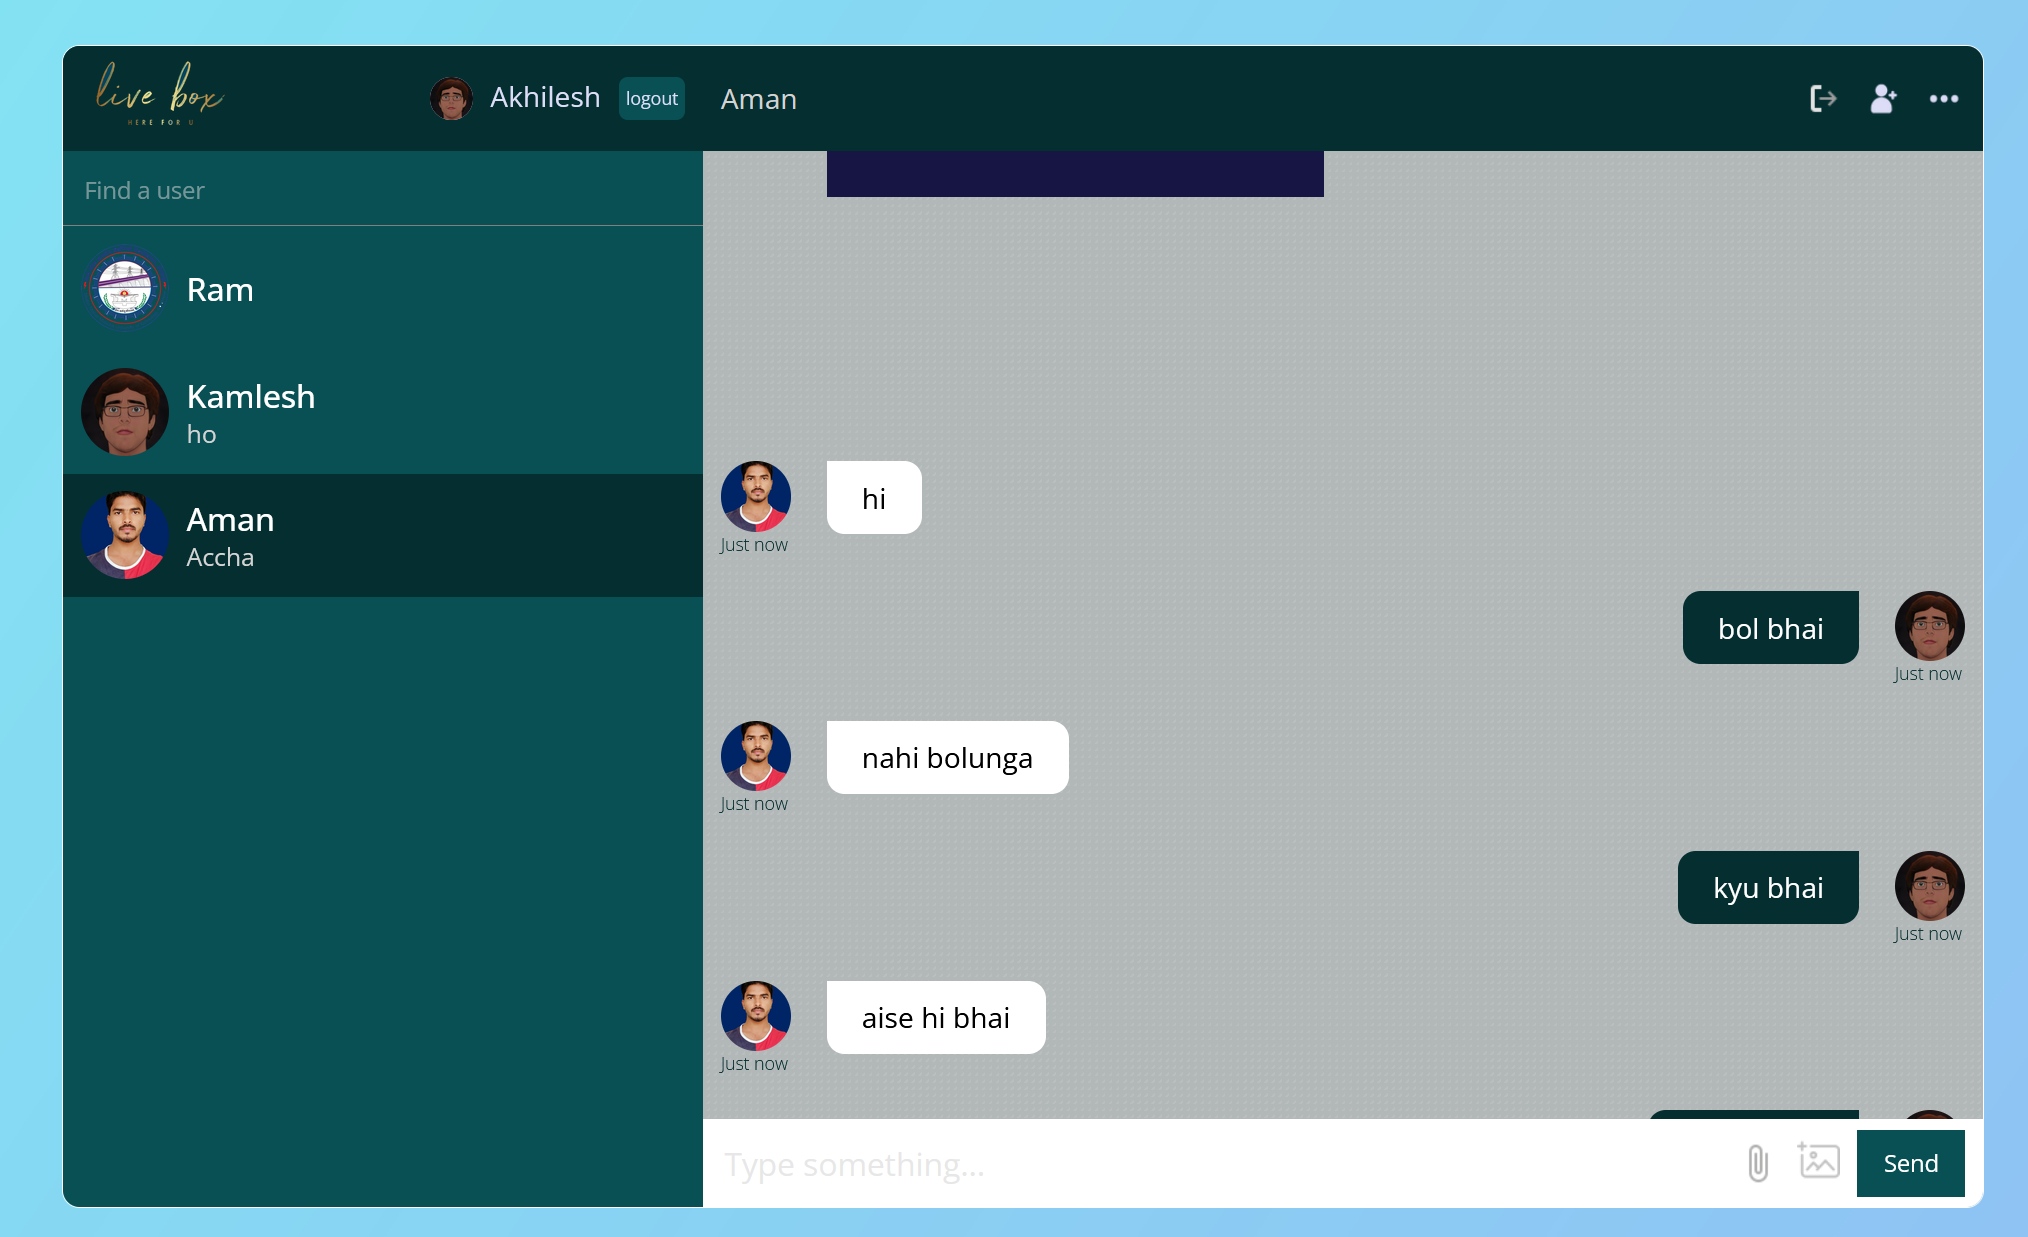 live box
HERE FOR U
Akhilesh
logout
Aman
Find a user
Ram
Kamlesh
ho
Aman
Accha
hi
Just now
bol bhai
Just now
nahi bolunga
Just now
kyu bhai
Just now
aise hi bhai
Just now
Type something...
Send